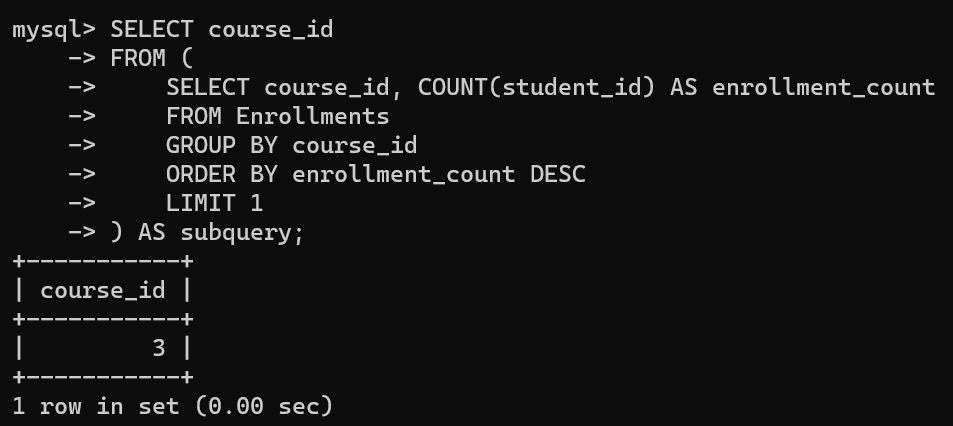 mysql> SELECT course_id
    -> FROM (
    ->     SELECT course_id, COUNT(student_id) AS enrollment_count
    ->     FROM Enrollments
    ->     GROUP BY course_id
    ->     ORDER BY enrollment_count DESC
    ->     LIMIT 1
    -> ) AS subquery;
+-----------+
| course_id |
+-----------+
|         3 |
+-----------+
1 row in set (0.00 sec)